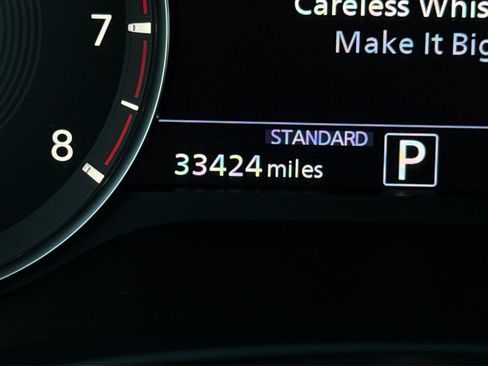 7
8
Careless Whis
Make It Big
STANDARD
33424 miles
P